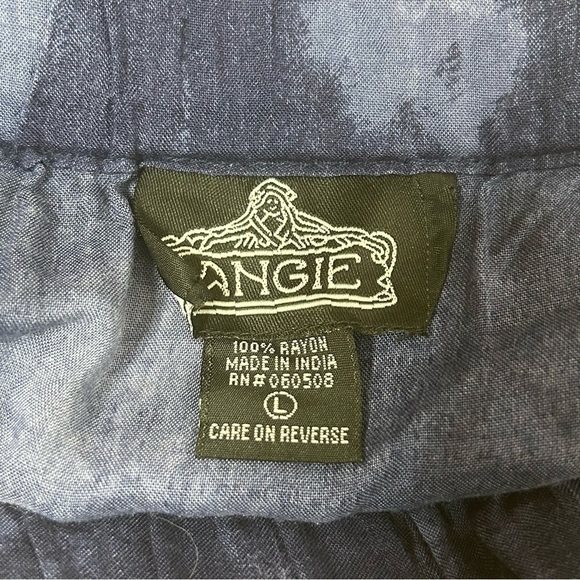 ANGIE
100% RAYON
MADE IN INDIA
RN#060508
L
CARE ON REVERSE